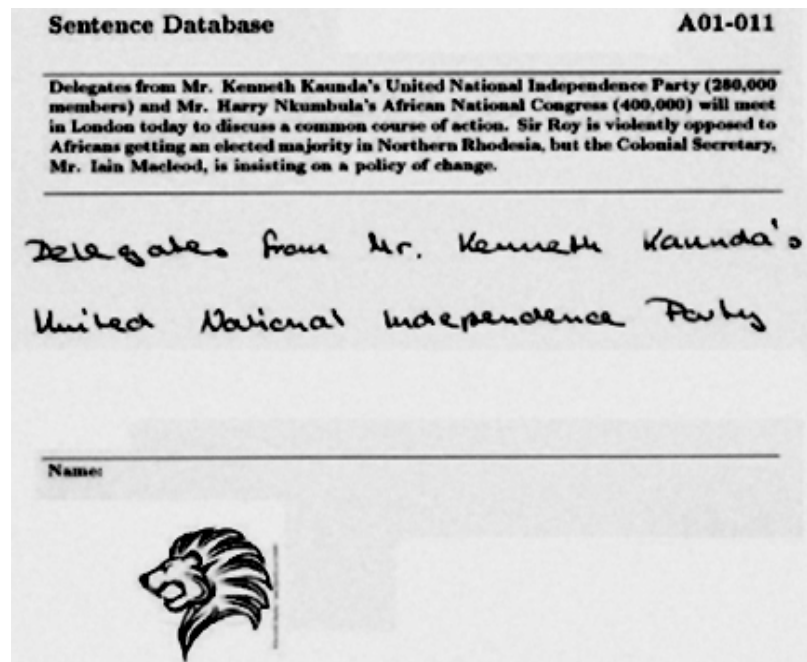 Sentence Database A01-011
Delegates from Mr. Kenneth Kaunda's United National Independence Party (280,000
members) and Mr. Harry Nkumbula's African National Congress (400,000) will meet
in London today to discuss a common course of action. Sir Roy is violently opposed to
Africans getting an elected majority in Northern Rhodesia, but the Colonial Secretary,
Mr. Iain Macleod, is insisting on a policy of change.
Delegates from Mr. Kenneth Kaunda's
United National Independence Party
Name: